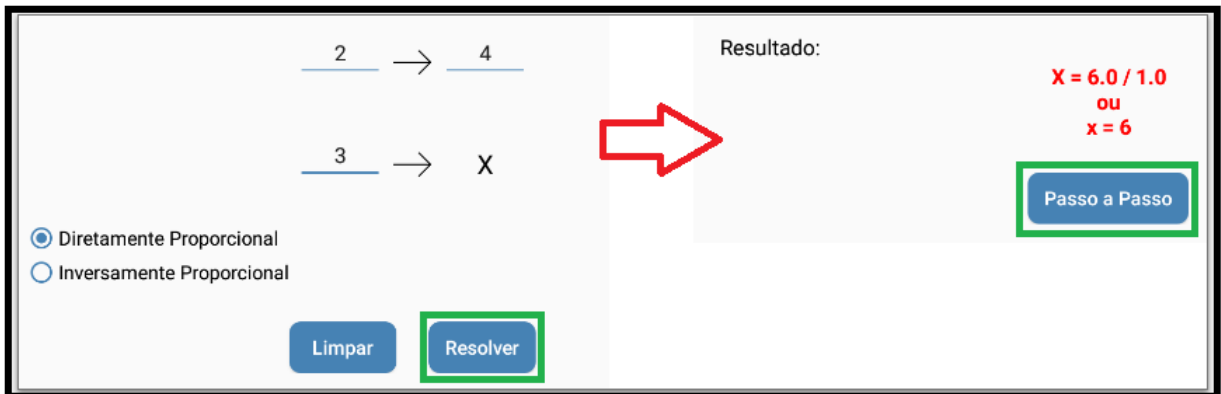 2 → 4
3 → X
Diretamente Proporcional
Inversamente Proporcional
Limpar
Resolver
Resultado:
X = 6.0 / 1.0
ou
x = 6
Passo a Passo